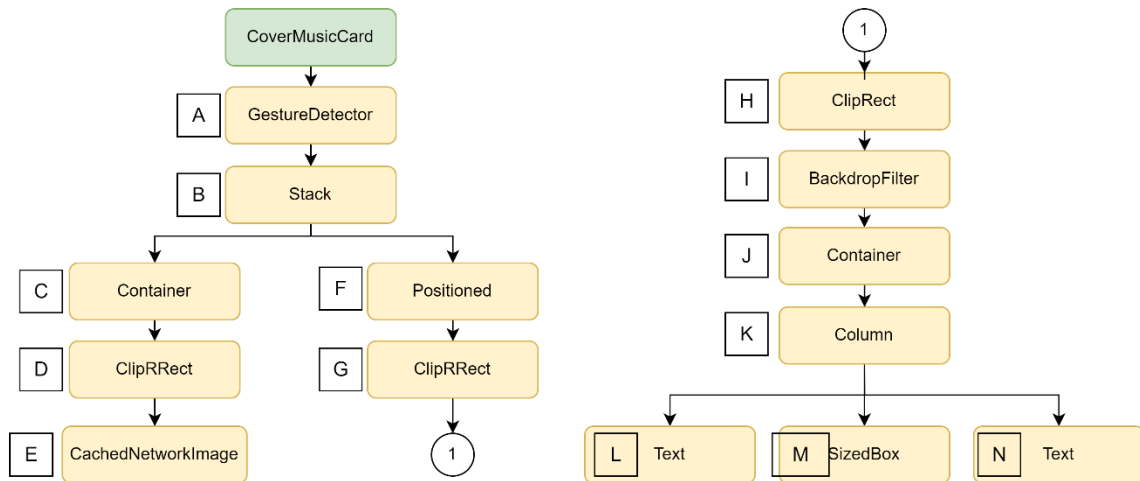 CoverMusicCard
A
GestureDetector
B
Stack
C
Container
F
Positioned
D
ClipRRect
G
ClipRRect
E
CachedNetworkImage
1
1
H
ClipRect
I
BackdropFilter
J
Container
K
Column
L
Text
M
SizedBox
N
Text